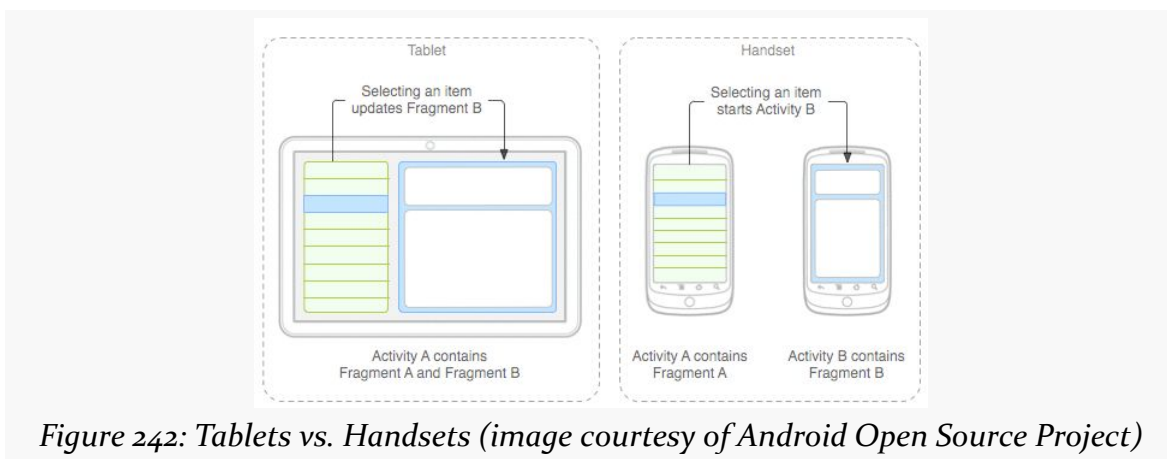 Tablet
Selecting an item
updates Fragment B
Activity A contains
Fragment A and Fragment B
Handset
Selecting an item
starts Activity B
Activity A contains
Fragment A
Activity B contains
Fragment B
Figure 242: Tablets vs. Handsets (image courtesy of Android Open Source Project)